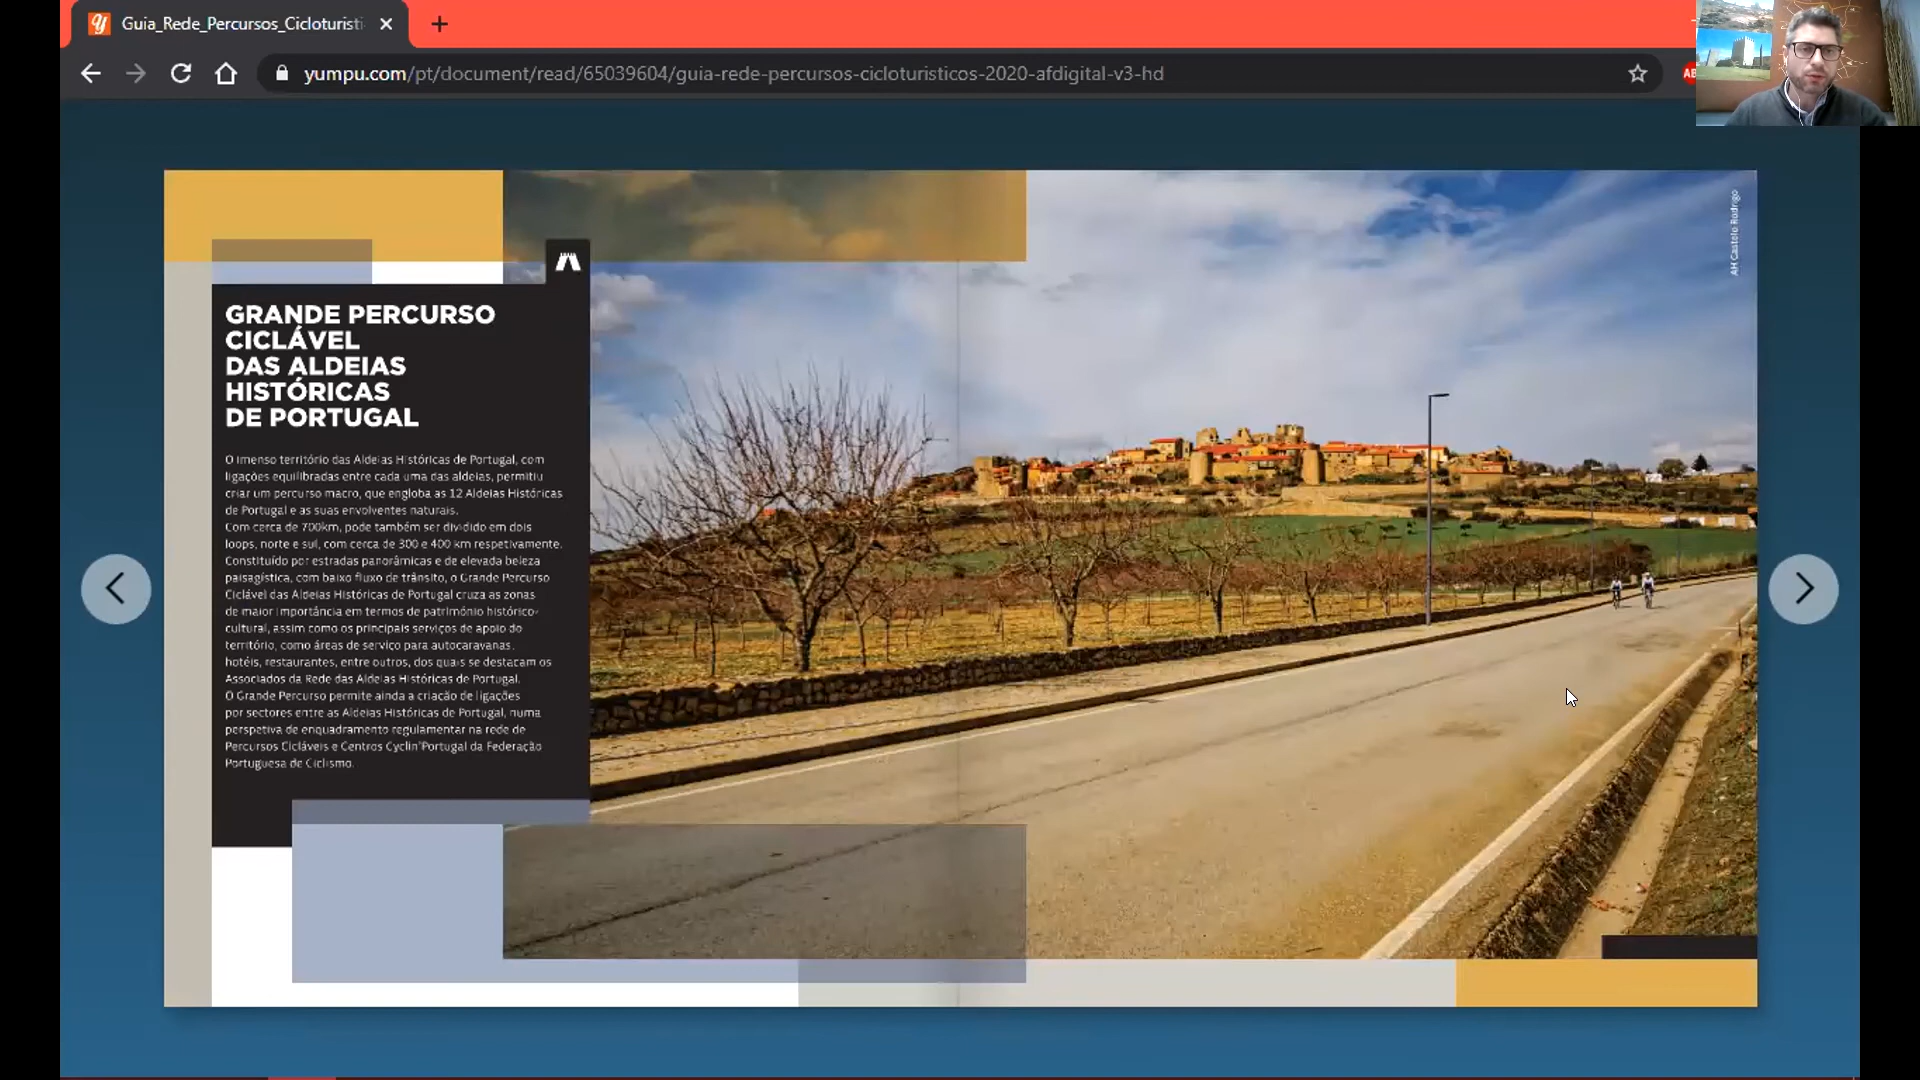 Guia_Rede_Percursos_Cicloturisti
yumpu.com/pt/document/read/65039604/guia-rede-percursos-cicloturisticos-2020-afdigital-v3-hd
AB
AH Castelo Rodrigo
GRANDE PERCURSO
CICLÁVEL
DAS ALDEIAS
HISTÓRICAS
DE PORTUGAL
O imenso território das Aldeias Históricas de Portugal, com
ligações equilibradas entre cada uma das aldeias, permitiu
criar um percurso macro, que engloba as 12 Aldeias Históricas
de Portugal e as suas envolventes naturais.
Com cerca de 700km, pode também ser dividido em dois
loops, norte e sul, com cerca de 300 e 400 km respetivamente.
Constituído por estradas panorâmicas e de elevada beleza
paisagística, com baixo fluxo de trânsito, o Grande Percurso
Ciclável das Aldeias Históricas de Portugal cruza as zonas
de maior importância em termos de património histórico-
cultural, assim como os principais serviços de apoio do
território, como áreas de serviço para autocaravanas,
hotéis, restaurantes, entre outros, dos quais se destacam os
Associados da Rede das Aldeias Históricas de Portugal.
O Grande Percurso permite ainda a criação de ligações
por sectores entre as Aldeias Históricas de Portugal, numa
perspetiva de enquadramento regulamentar na rede de
Percursos Cicláveis e Centros Cyclin'Portugal da Federação
Portuguesa de Ciclismo.